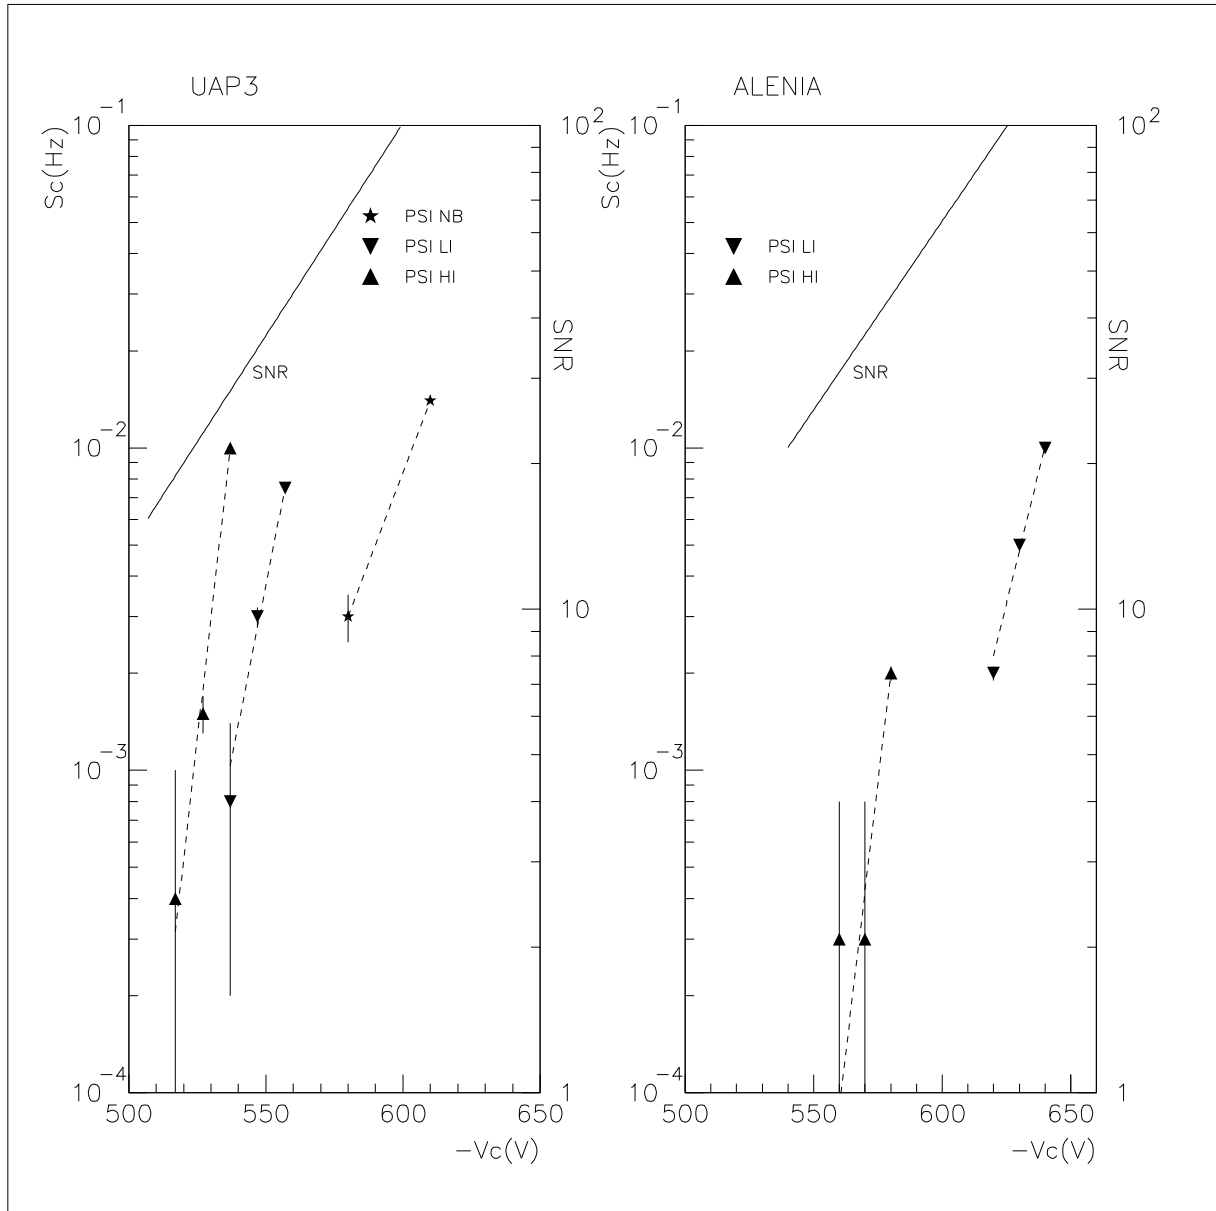 UAP3
ALENIA
Sc(Hz)
10^-1
10^-2
10^-3
10^-4
10^2
10
1
SNR
PSI NB
PSI LI
PSI HI
SNR
500
550
600
650
-Vc(V)
Sc(Hz)
10^-1
10^-2
10^-3
10^-4
10^2
10
1
SNR
PSI LI
PSI HI
SNR
500
550
600
650
-Vc(V)